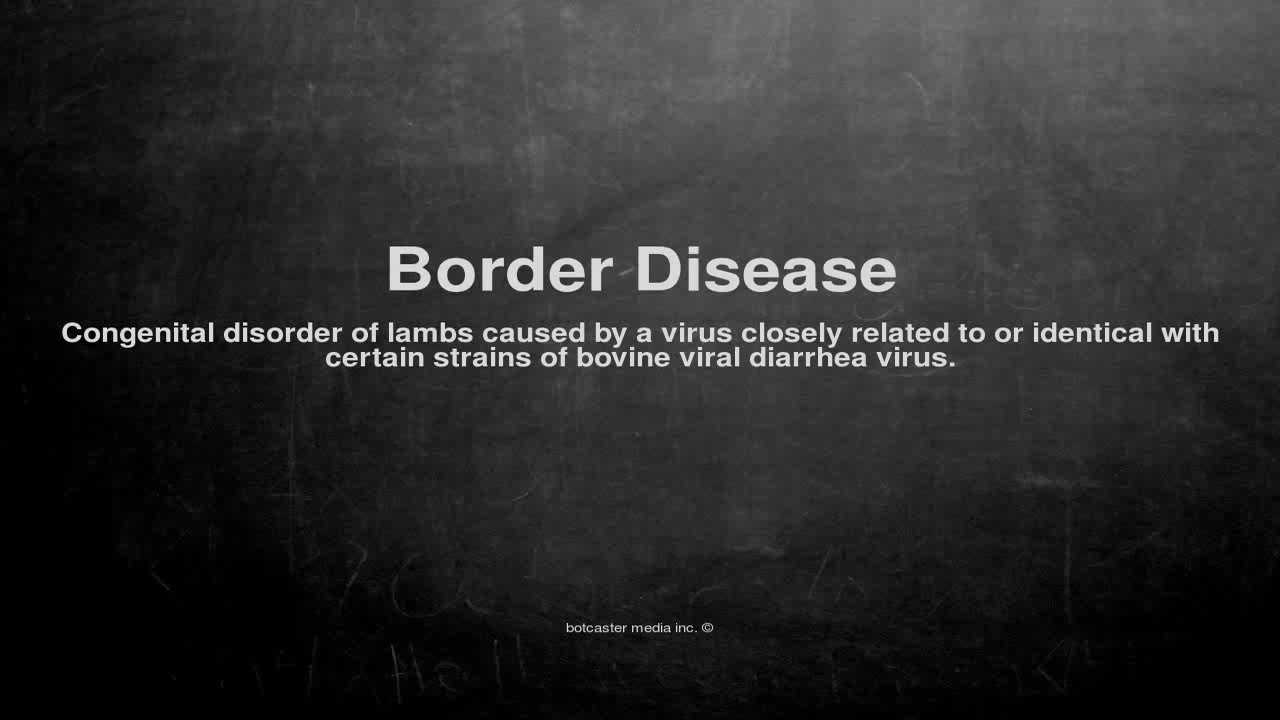 Border Disease
Congenital disorder of lambs caused by a virus closely related to or identical with
certain strains of bovine viral diarrhea virus.
botcaster media inc. ©